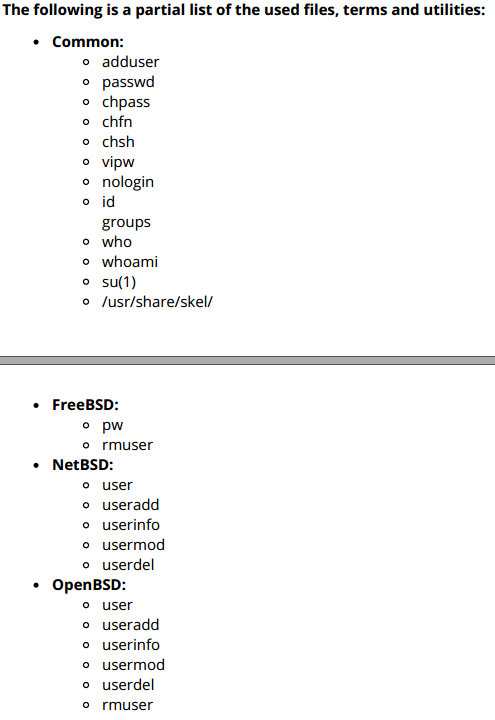 The following is a partial list of the used files, terms and utilities:
Common:
adduser
passwd
chpass
chfn
chsh
vipw
nologin
id
groups
who
whoami
su(1)
/usr/share/skel/
FreeBSD:
pw
rmuser
NetBSD:
user
useradd
userinfo
usermod
userdel
OpenBSD:
user
useradd
userinfo
usermod
userdel
rmuser